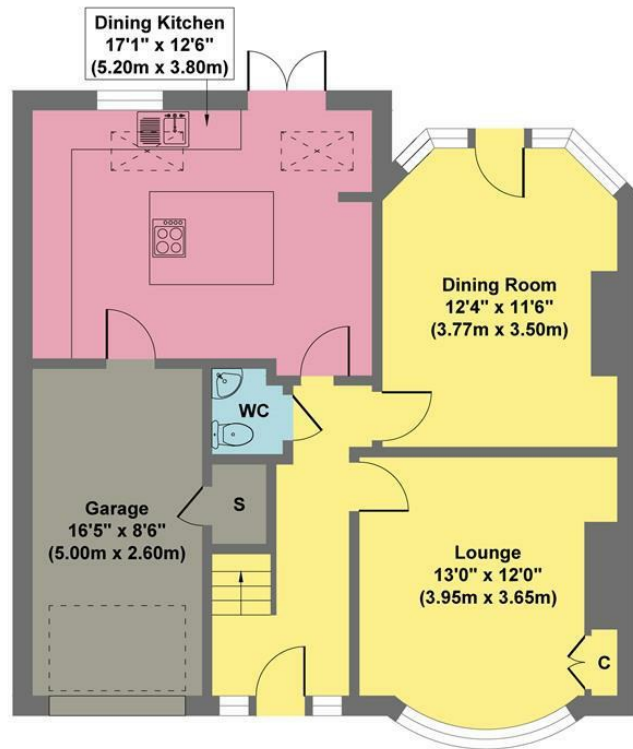 Dining Kitchen
17'1" x 12'6"
(5.20m x 3.80m)
Dining Room
12'4" x 11'6"
(3.77m x 3.50m)
WC
Garage
16'5" x 8'6"
(5.00m x 2.60m)
S
Lounge
13'0" x 12'0"
(3.95m x 3.65m)
C